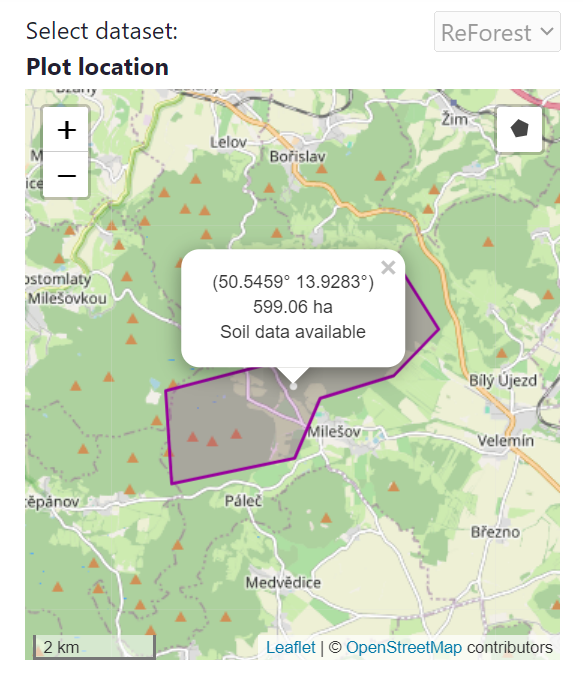 Select dataset:
ReForest
Plot location
Žim
Lelov
Bořislav
+
−
(50.5459° 13.9283°)
599.06 ha
Soil data available
×
ostomlaty
Milešovkou
Bílý Újezd
Milešov
Velemín
těpánov
Páleč
Březno
Medvědice
2 km
Leaflet | © OpenStreetMap contributors